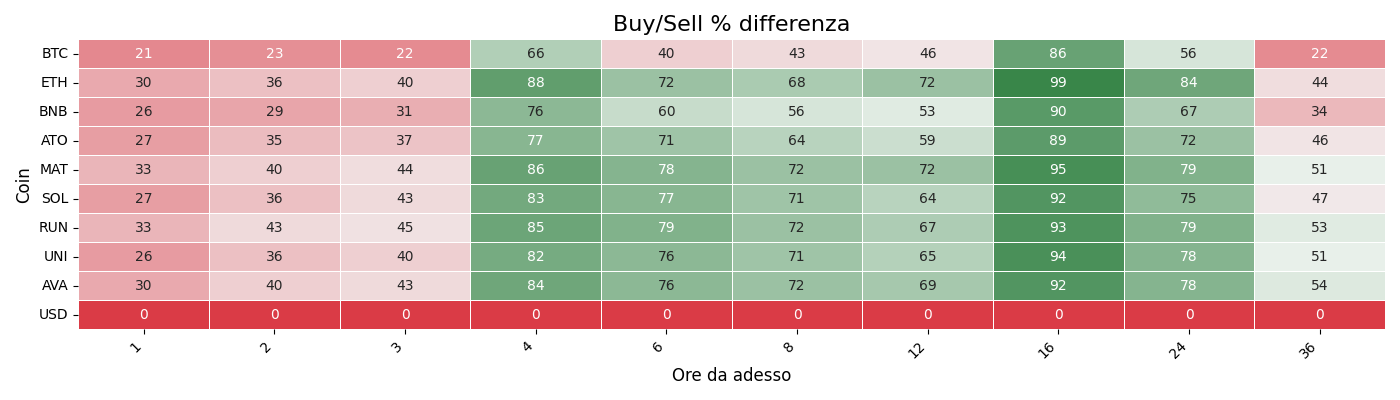 Buy/Sell % differenza
Coin
BTC 21 23 22 66 40 43 46 86 56 22
ETH 30 36 40 88 72 68 72 99 84 44
BNB 26 29 31 76 60 56 53 90 67 34
ATO 27 35 37 77 71 64 59 89 72 46
MAT 33 40 44 86 78 72 72 95 79 51
SOL 27 36 43 83 77 71 64 92 75 47
RUN 33 43 45 85 79 72 67 93 79 53
UNI 26 36 40 82 76 71 65 94 78 51
AVA 30 40 43 84 76 72 69 92 78 54
USD 0 0 0 0 0 0 0 0 0 0
1 2 3 4 6 8 12 16 24 36
Ore da adesso